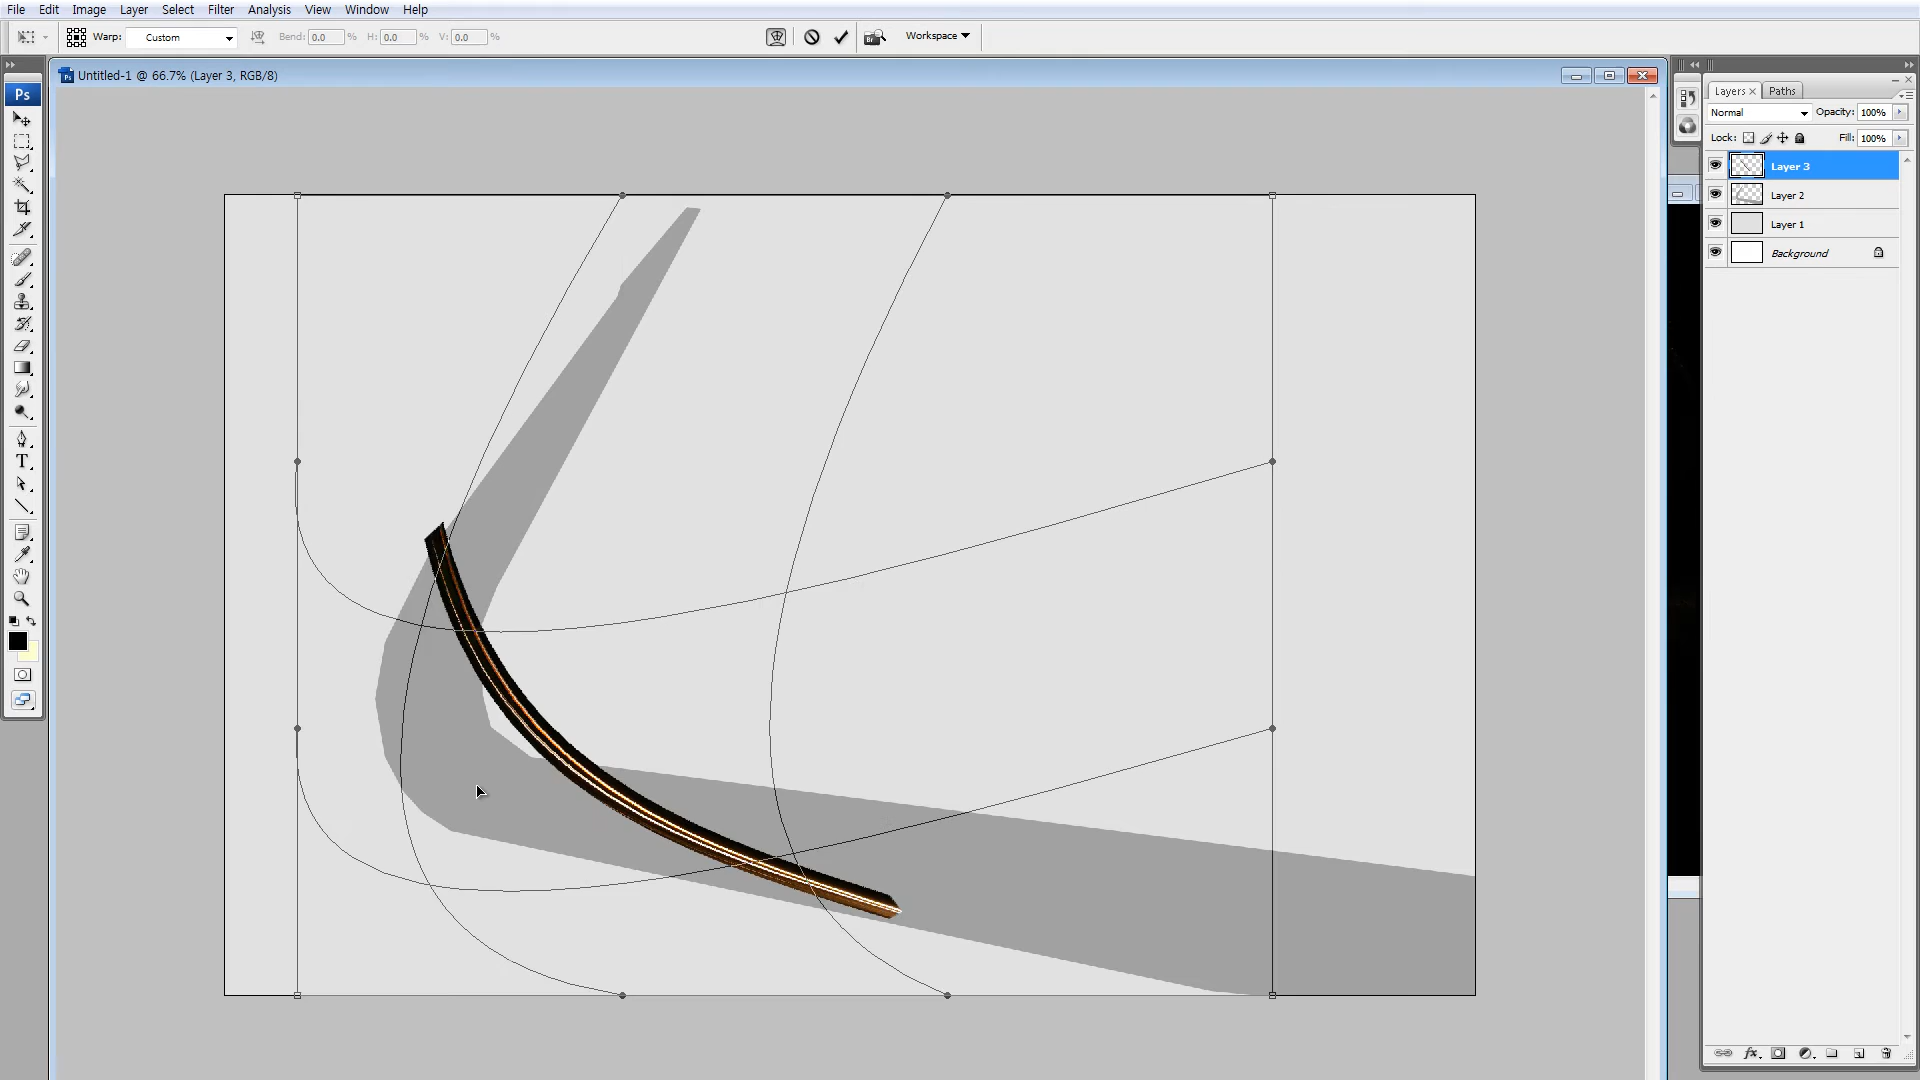 File Edit Image Layer Select Filter Analysis View Window Help
Warp: Custom Bend: 0.0 % H: 0.0 % V: 0.0 % Workspace
Untitled-1 @ 66.7% (Layer 3, RGB/8)
Ps
T
Layers Paths
Normal Opacity: 100%
Lock: Fill: 100%
Layer 3
Layer 2
Layer 1
Background
fx